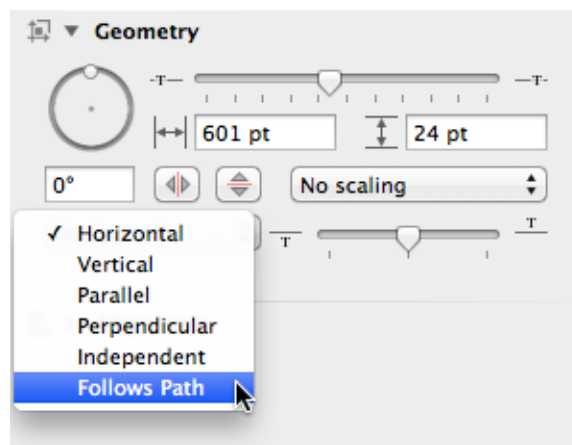 Geometry
-T— —T-
601 pt 24 pt
0° No scaling
✓ Horizontal T T
Vertical
Parallel
Perpendicular
Independent
Follows Path